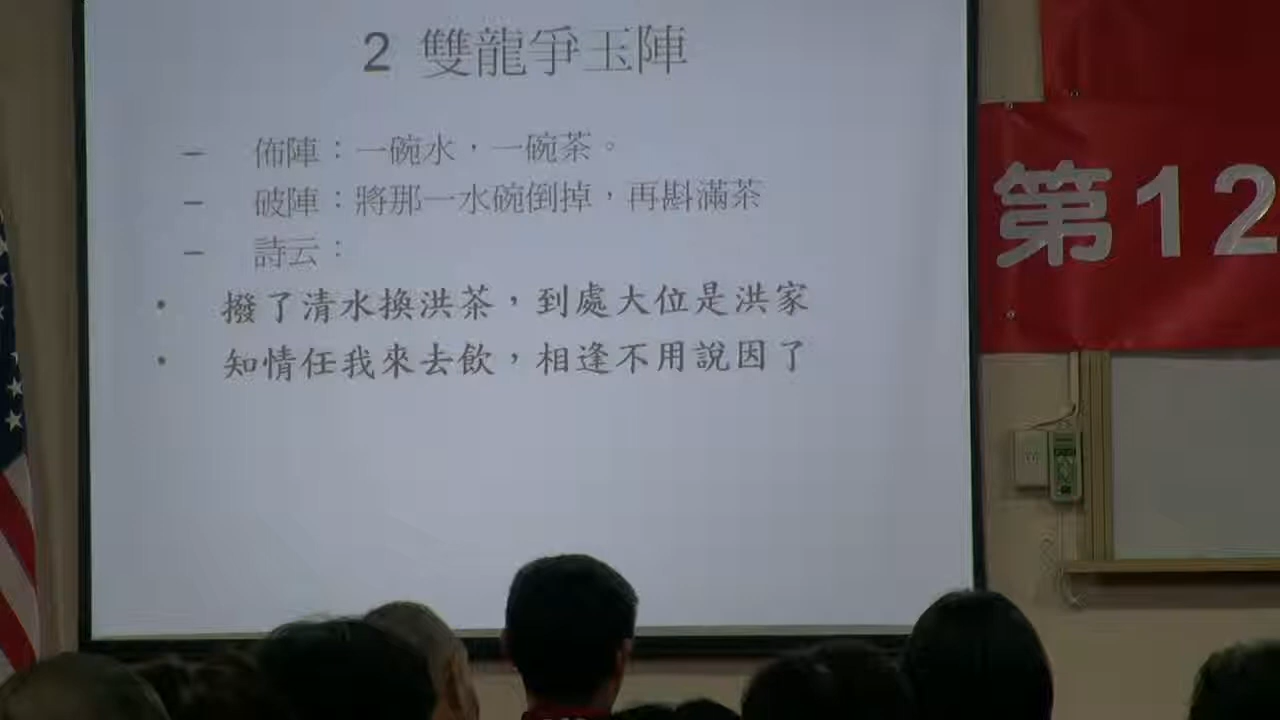 2 雙龍爭玉陣
– 佈陣：一碗水，一碗茶。
– 破陣：將那一水碗倒掉，再斟滿茶
– 詩云：
• 撥了清水換洪茶，到處大位是洪家
• 知情任我來去飲，相逢不用說因了
第12